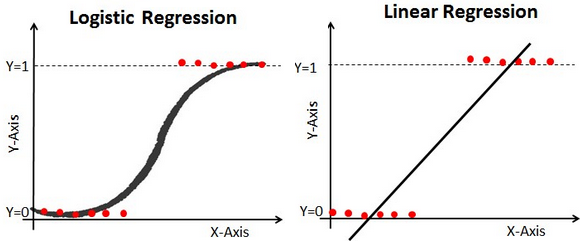 Logistic Regression
Y=1
Y-Axis
Y=0
X-Axis
Linear Regression
Y=1
Y-Axis
Y=0
X-Axis